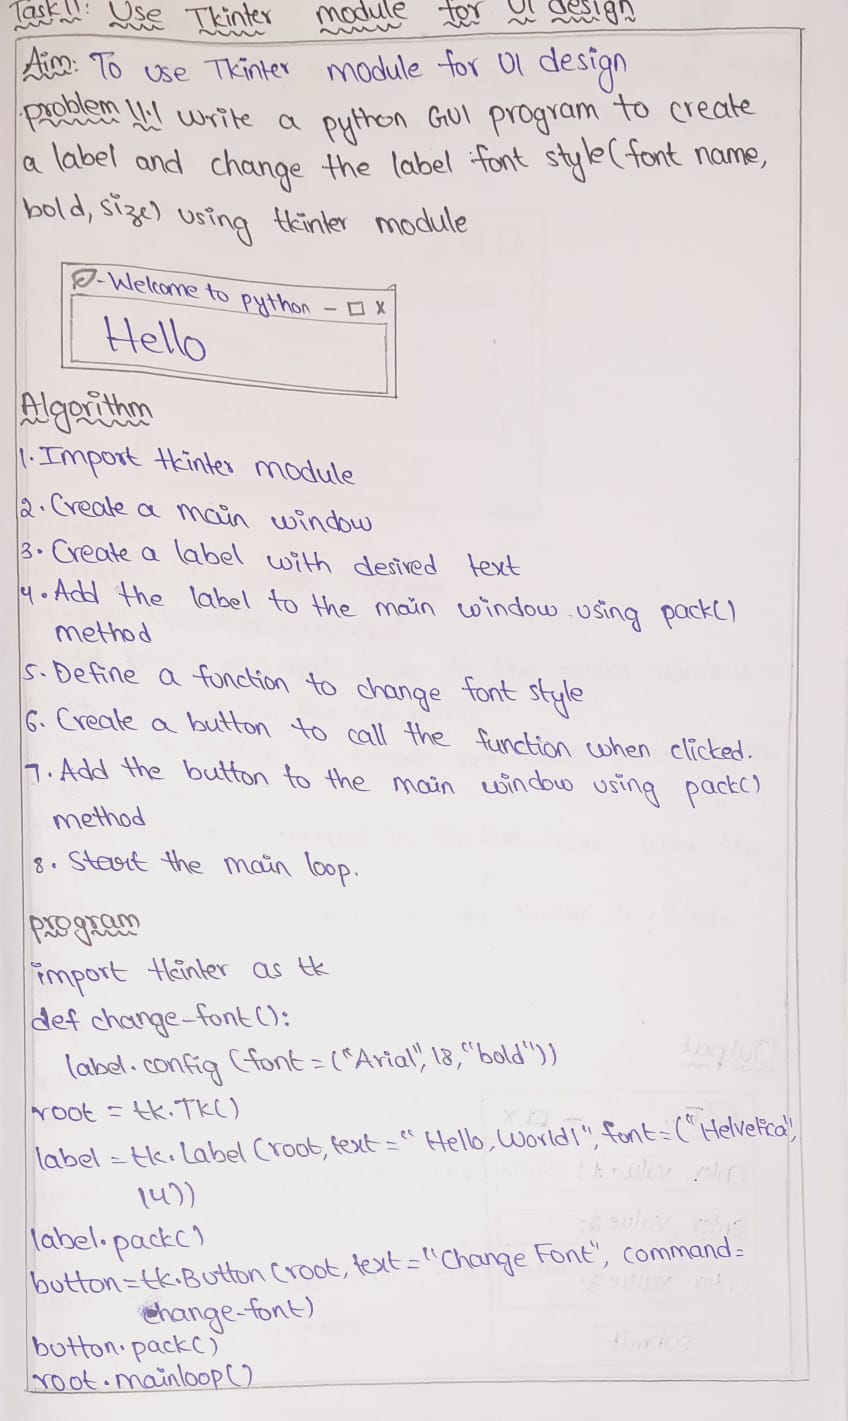 Task 11: Use Tkinter module for UI design
Aim: To use Tkinter module for UI design
problem 11.1 write a python GUI program to create
a label and change the label font style (font name,
bold, size) using tkinter module
Welcome to python - □ x
Hello
Algorithm
1. Import tkinter module
2. Create a main window
3. Create a label with desired text
4. Add the label to the main window using pack()
method
5. Define a function to change font style
6. Create a button to call the function when clicked.
7. Add the button to the main window using pack()
method
8. Start the main loop.
program
import tkinter as tk
def change-font():
label.config (font = ("Arial", 18, "bold"))
root = tk.TK()
label = tk.Label (root, text = "Hello, World!", font = ("Helvetica",
14))
label.pack()
button = tk.Button (root, text = "Change Font", command =
change-font)
button.pack()
root.mainloop()